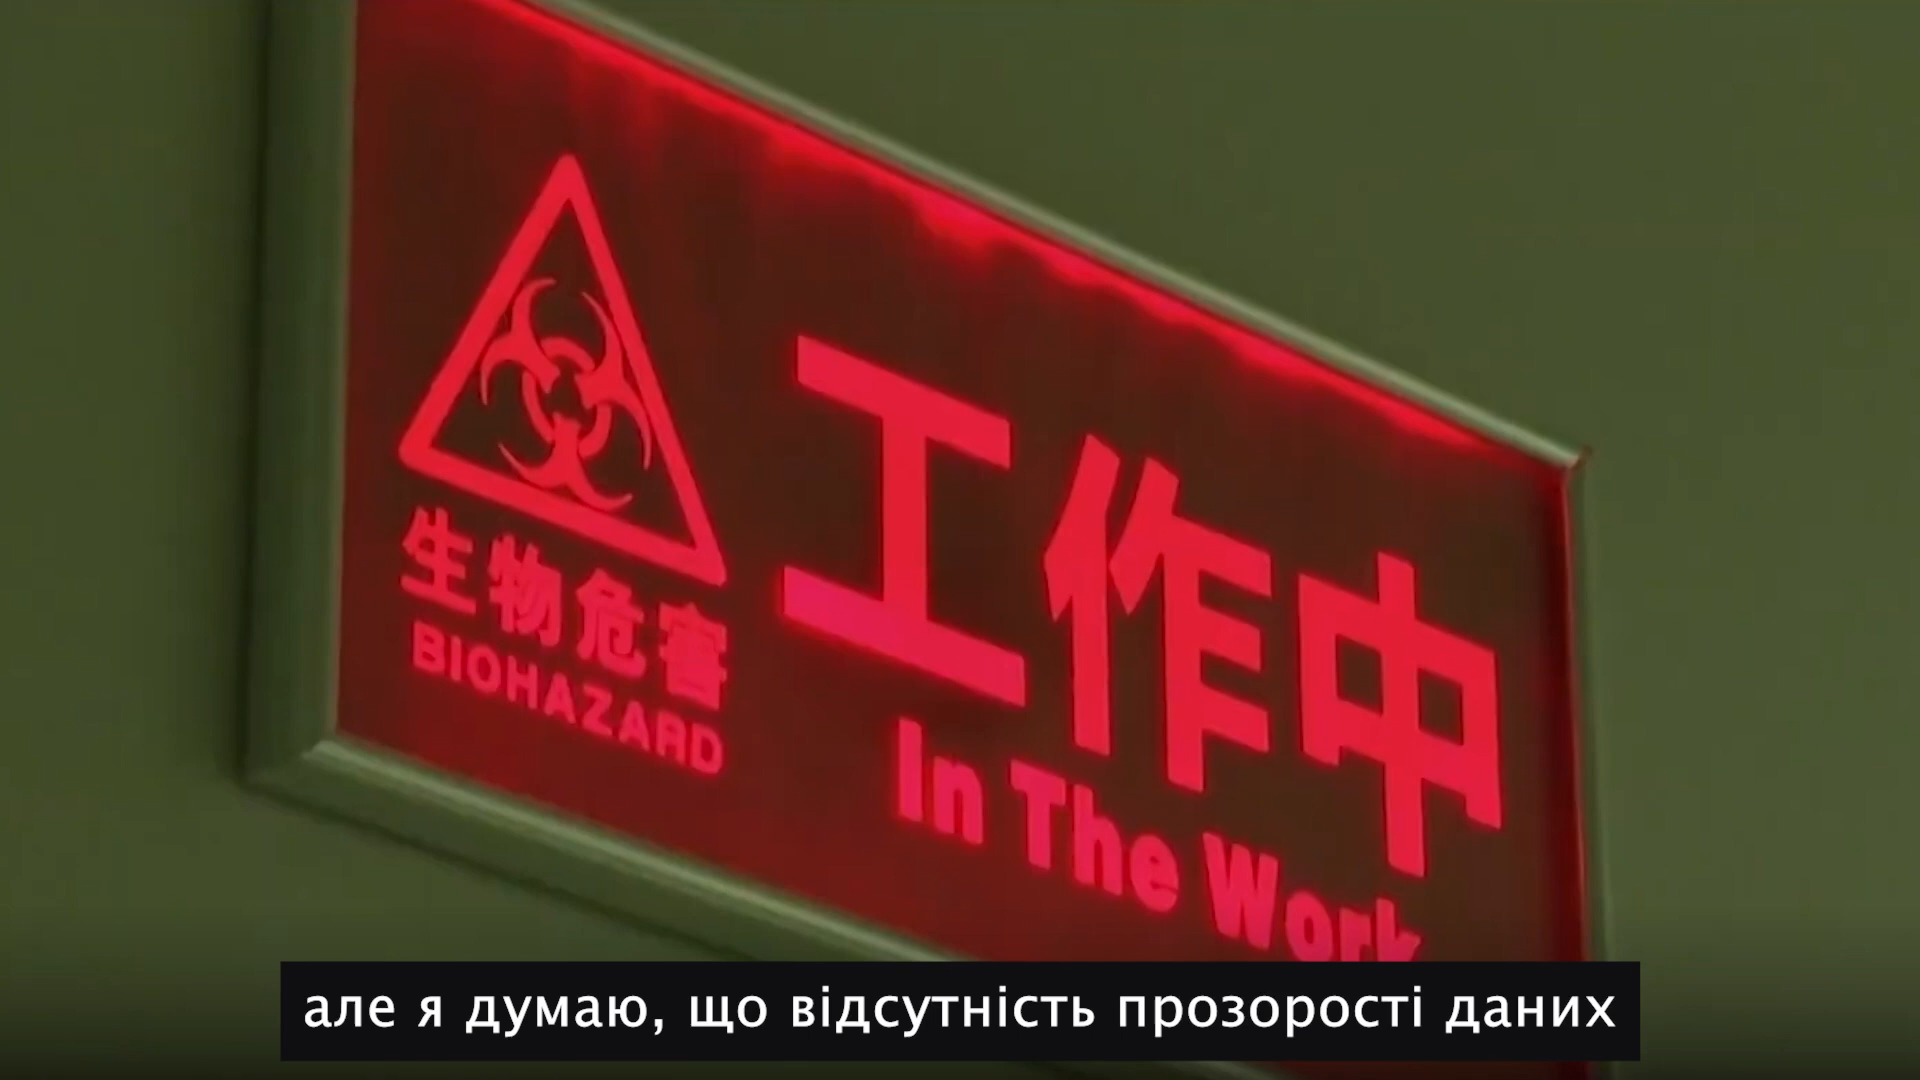 生物危害
BIOHAZARD
工作中
In The Work
але я думаю, що відсутність прозорості даних